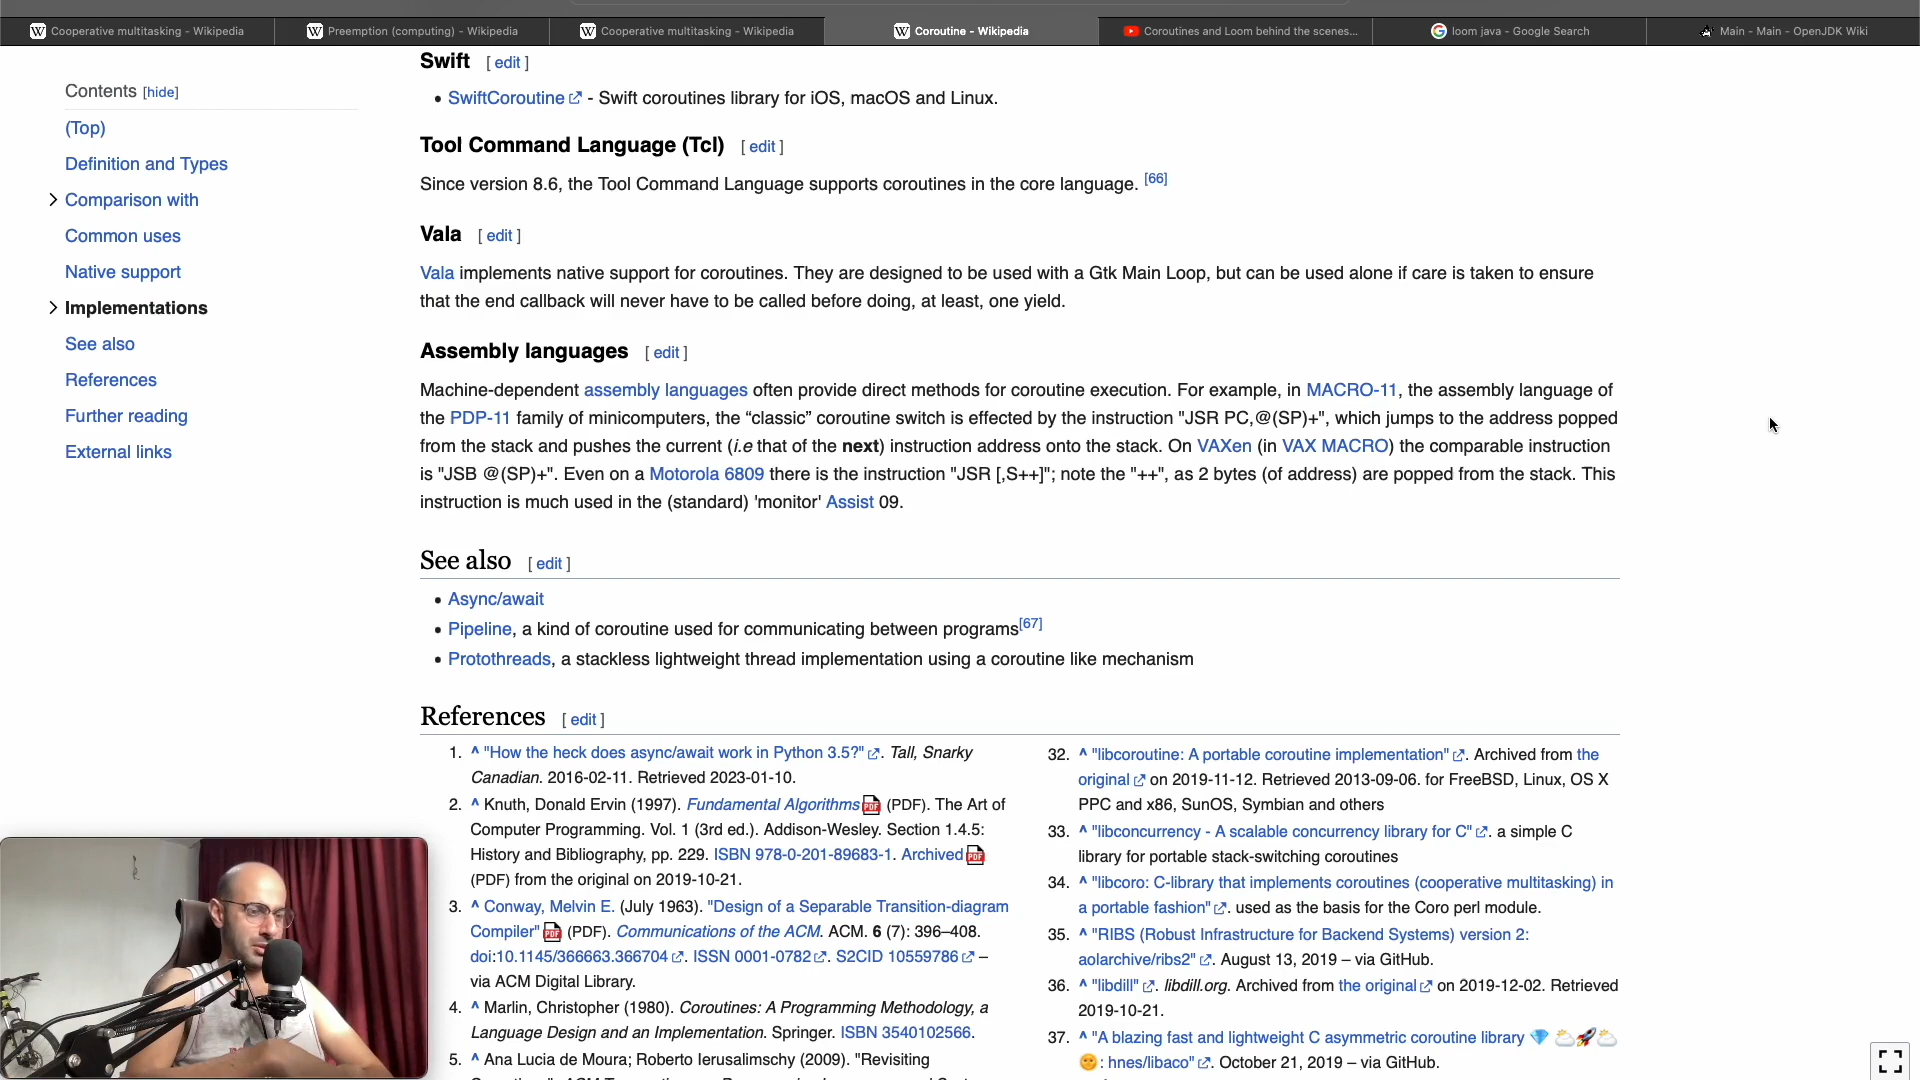 Cooperative multitasking - Wikipedia
Preemption (computing) - Wikipedia
Cooperative multitasking - Wikipedia
Coroutine - Wikipedia
Coroutines and Loom behind the scenes...
loom java - Google Search
Main - Main - OpenJDK Wiki
Contents [hide]
(Top)
Definition and Types
Comparison with
Common uses
Native support
Implementations
See also
References
Further reading
External links
Swift [ edit ]
• SwiftCoroutine - Swift coroutines library for iOS, macOS and Linux.
Tool Command Language (Tcl) [ edit ]
Since version 8.6, the Tool Command Language supports coroutines in the core language. [66]
Vala [ edit ]
Vala implements native support for coroutines. They are designed to be used with a Gtk Main Loop, but can be used alone if care is taken to ensure
that the end callback will never have to be called before doing, at least, one yield.
Assembly languages [ edit ]
Machine-dependent assembly languages often provide direct methods for coroutine execution. For example, in MACRO-11, the assembly language of
the PDP-11 family of minicomputers, the “classic” coroutine switch is effected by the instruction "JSR PC,@(SP)+", which jumps to the address popped
from the stack and pushes the current (i.e that of the next) instruction address onto the stack. On VAXen (in VAX MACRO) the comparable instruction
is "JSB @(SP)+". Even on a Motorola 6809 there is the instruction "JSR [,S++]"; note the "++", as 2 bytes (of address) are popped from the stack. This
instruction is much used in the (standard) 'monitor' Assist 09.
See also [ edit ]
• Async/await
• Pipeline, a kind of coroutine used for communicating between programs[67]
• Protothreads, a stackless lightweight thread implementation using a coroutine like mechanism
References [ edit ]
1. ^ "How the heck does async/await work in Python 3.5?". Tall, Snarky
Canadian. 2016-02-11. Retrieved 2023-01-10.
2. ^ Knuth, Donald Ervin (1997). Fundamental Algorithms PDF (PDF). The Art of
Computer Programming. Vol. 1 (3rd ed.). Addison-Wesley. Section 1.4.5:
History and Bibliography, pp. 229. ISBN 978-0-201-89683-1. Archived PDF
(PDF) from the original on 2019-10-21.
3. ^ Conway, Melvin E. (July 1963). "Design of a Separable Transition-diagram
Compiler" PDF (PDF). Communications of the ACM. ACM. 6 (7): 396–408.
doi:10.1145/366663.366704. ISSN 0001-0782. S2CID 10559786 –
via ACM Digital Library.
4. ^ Marlin, Christopher (1980). Coroutines: A Programming Methodology, a
Language Design and an Implementation. Springer. ISBN 3540102566.
5. ^ Ana Lucia de Moura; Roberto Ierusalimschy (2009). "Revisiting
32. ^ "libcoroutine: A portable coroutine implementation". Archived from the
original on 2019-11-12. Retrieved 2013-09-06. for FreeBSD, Linux, OS X
PPC and x86, SunOS, Symbian and others
33. ^ "libconcurrency - A scalable concurrency library for C". a simple C
library for portable stack-switching coroutines
34. ^ "libcoro: C-library that implements coroutines (cooperative multitasking) in
a portable fashion". used as the basis for the Coro perl module.
35. ^ "RIBS (Robust Infrastructure for Backend Systems) version 2:
aolarchive/ribs2". August 13, 2019 – via GitHub.
36. ^ "libdill". libdill.org. Archived from the original on 2019-12-02. Retrieved
2019-10-21.
37. ^ "A blazing fast and lightweight C asymmetric coroutine library 💎 ⛅🚀⛅
🌞: hnes/libaco". October 21, 2019 – via GitHub.